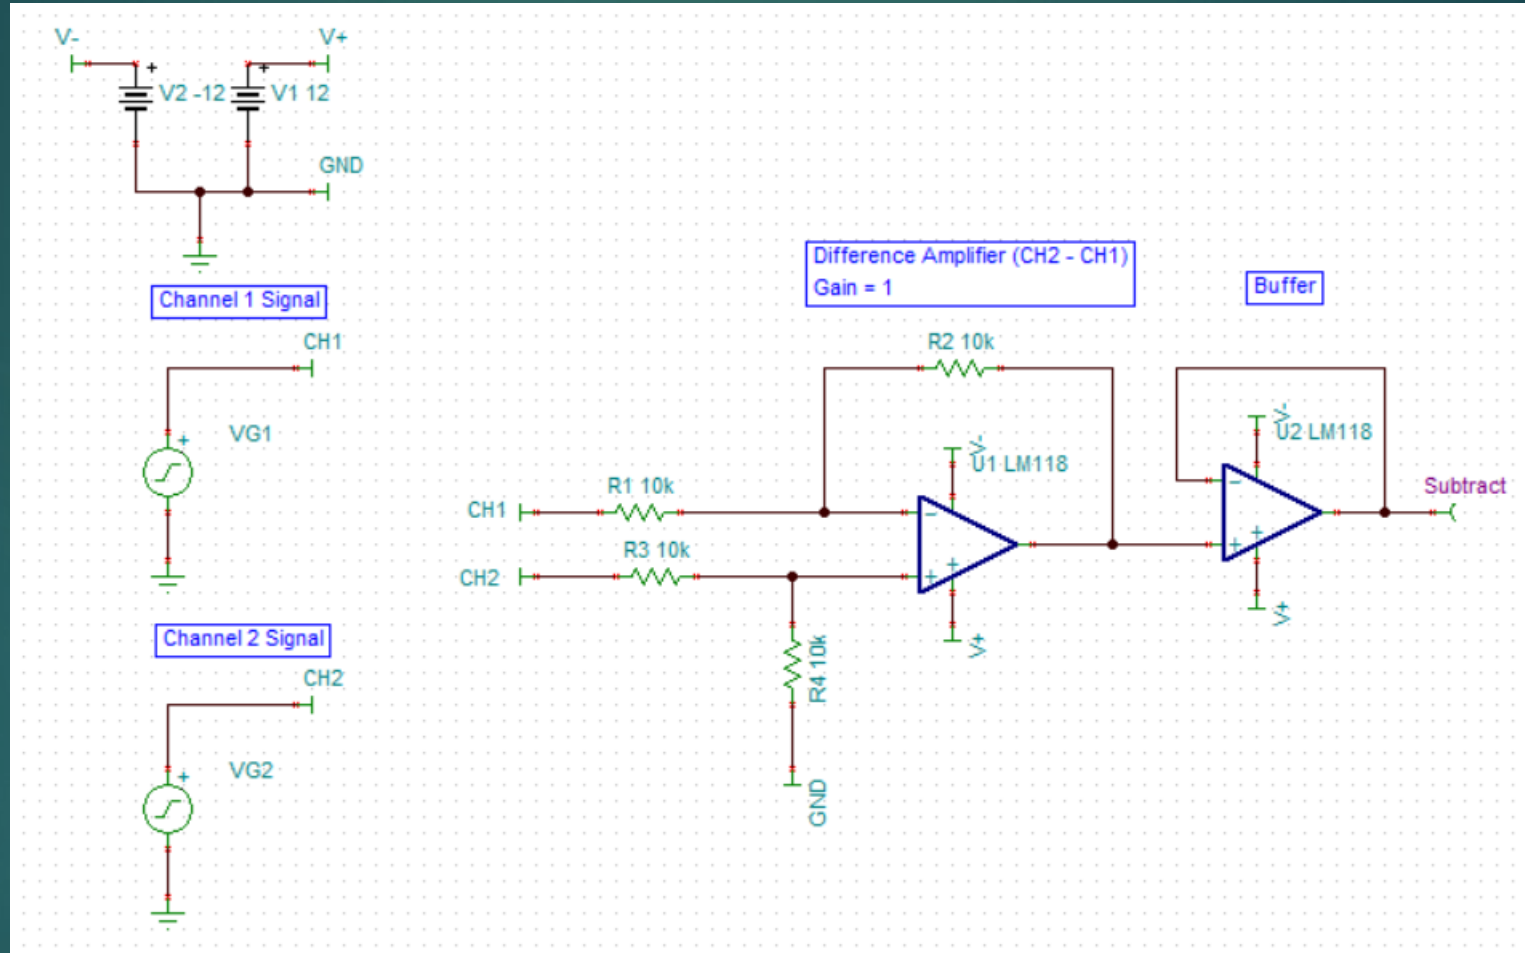 V-
V+
V2 -12
V1 12
GND
Channel 1 Signal
CH1
VG1
Channel 2 Signal
CH2
VG2
Difference Amplifier (CH2 - CH1)
Gain = 1
Buffer
R2 10k
V-
U1 LM118
V-
U2 LM118
Subtract
CH1
R1 10k
CH2
R3 10k
R4 10k
GND
V+
V+